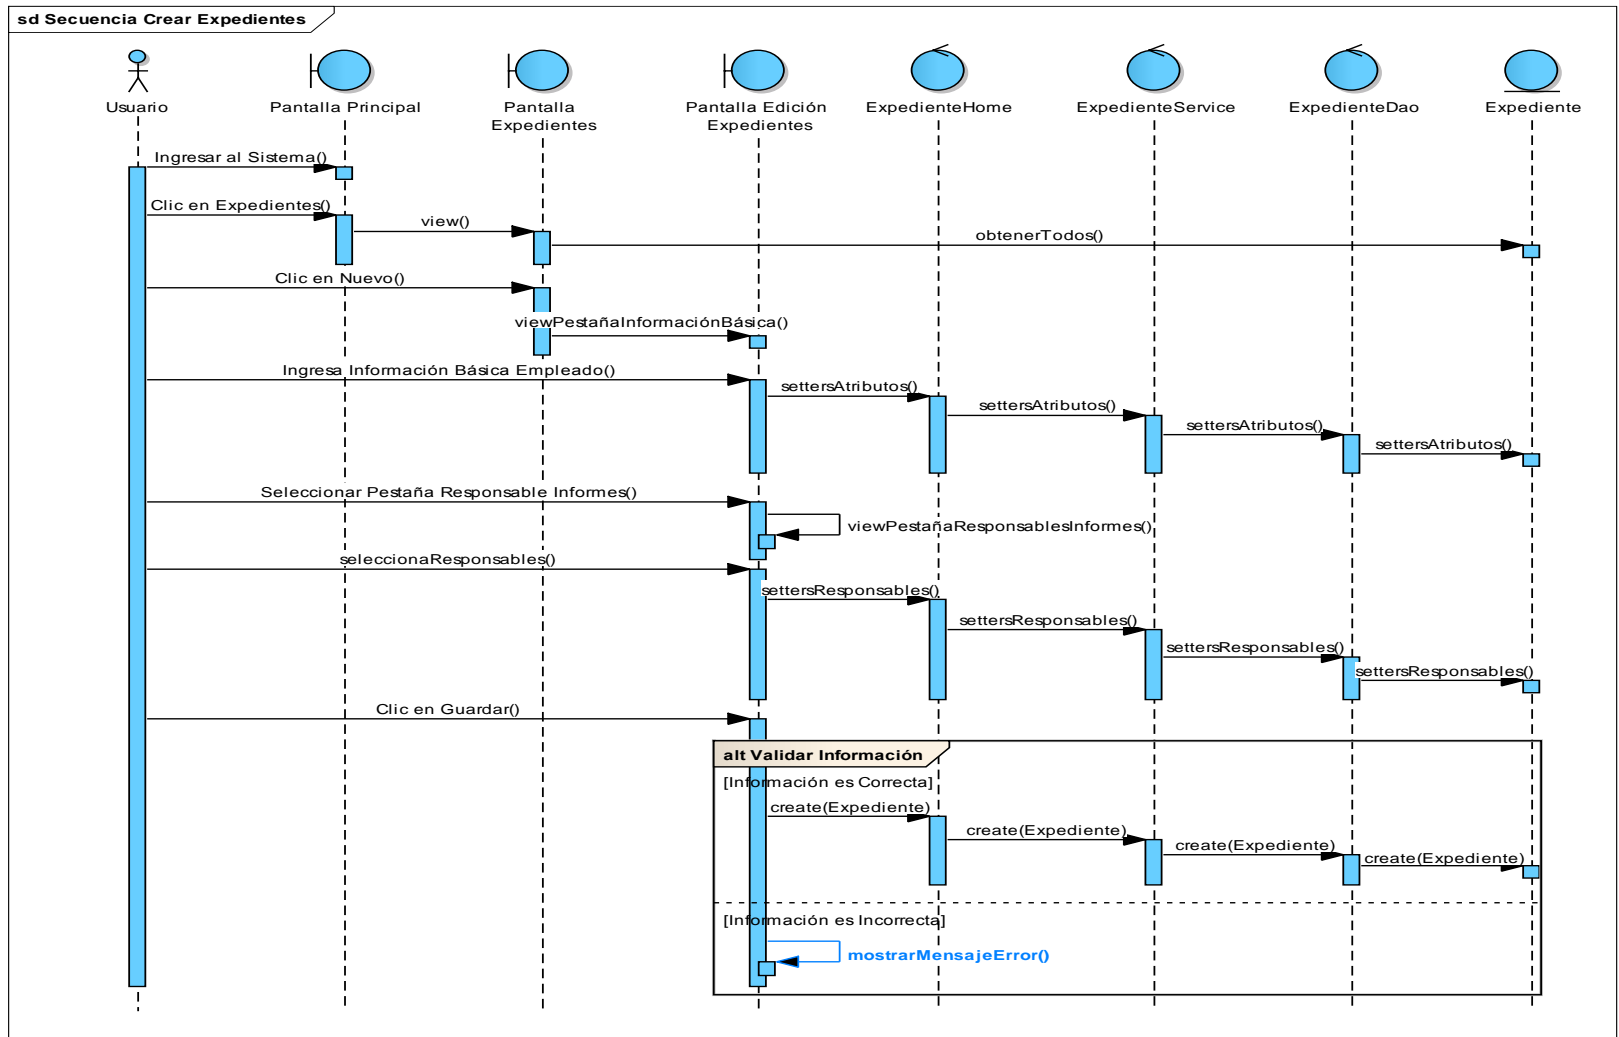 sd Secuencia Crear Expedientes
Usuario
Pantalla Principal
Pantalla
Expedientes
Pantalla Edición
Expedientes
ExpedienteHome
ExpedienteService
ExpedienteDao
Expediente
Ingresar al Sistema()
Clic en Expedientes()
view()
obtenerTodos()
Clic en Nuevo()
viewPestañaInformaciónBásica()
Ingresa Información Básica Empleado()
settersAtributos()
settersAtributos()
settersAtributos()
settersAtributos()
Seleccionar Pestaña Responsable Informes()
viewPestañaResponsablesInformes()
seleccionaResponsables()
settersResponsables()
settersResponsables()
settersResponsables()
settersResponsables()
Clic en Guardar()
alt Validar Información
[Información es Correcta]
create(Expediente)
create(Expediente)
create(Expediente)
create(Expediente)
[Información es Incorrecta]
mostrarMensajeError()